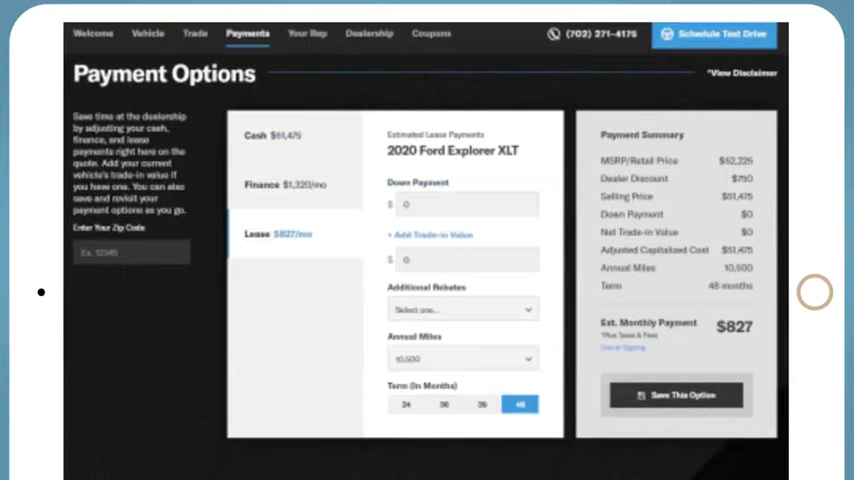 Welcome Vehicle Trade Payments Your Rep Dealership Coupons (702) 271-4175 Schedule Test Drive
Payment Options
*View Disclaimer
Save time at the dealership
by adjusting your cash,
finance, and lease
payments right here on the
quote. Add your current
vehicle's trade-in value if
you have one. You can also
save and revisit your
payment options as you go.
Enter Your Zip Code
Ex. 12345
Cash $51,475
Finance $1,320/mo
Lease $827/mo
Estimated Lease Payments
2020 Ford Explorer XLT
Down Payment
$ 0
+ Add Trade-in Value
$ 0
Additional Rebates
Select one...
Annual Miles
10,500
Term (In Months)
24 36 39 48
Payment Summary
MSRP/Retail Price $52,225
Dealer Discount $750
Selling Price $51,475
Down Payment $0
Net Trade-in Value $0
Adjusted Capitalized Cost $51,475
Annual Miles 10,500
Term 48 months
Est. Monthly Payment $827
*Plus Taxes & Fees
Save This Option